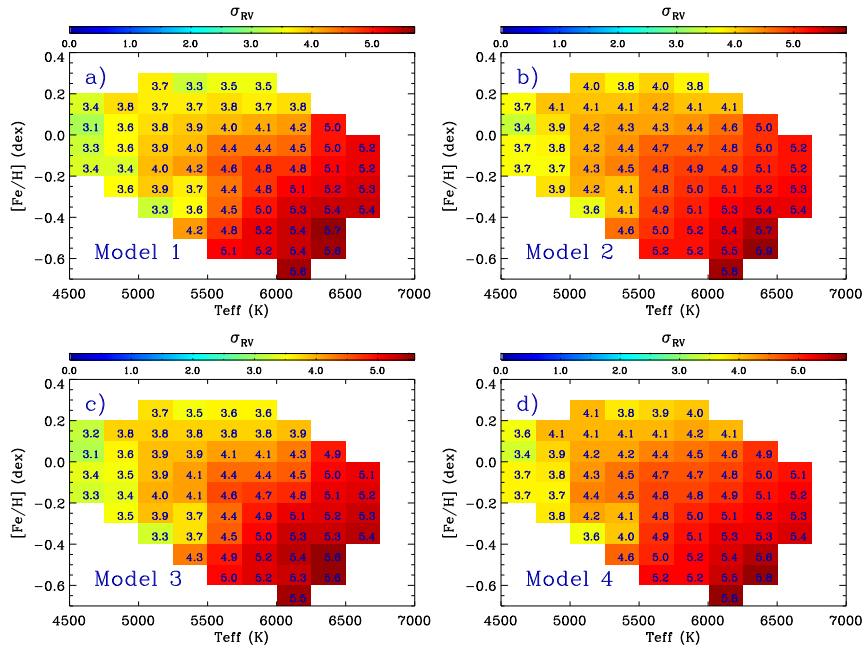 σRV
0.0 1.0 2.0 3.0 4.0 5.0
a)
3.7 3.3 3.5 3.5
3.4 3.8 3.7 3.7 3.8 3.7 3.8
3.1 3.6 3.8 3.9 4.0 4.1 4.2 5.0
3.3 3.6 3.9 4.0 4.4 4.4 4.5 5.0 5.2
3.4 3.4 4.0 4.2 4.6 4.8 4.8 5.1 5.2
3.6 3.9 3.7 4.4 4.8 5.1 5.2 5.3
3.3 3.6 4.5 5.0 5.3 5.4 5.4
4.2 4.8 5.2 5.4 5.7
5.1 5.2 5.4
Model 1
0.4
0.2
0.0
−0.2
−0.4
−0.6
[Fe/H] (dex)
4500 5000 5500 6000 6500 7000
Teff (K)
σRV
0.0 1.0 2.0 3.0 4.0 5.0
b)
4.0 3.8 4.0 3.8
3.7 4.1 4.1 4.2 4.2 4.1 4.1
3.4 3.9 4.2 4.3 4.3 4.4 4.6 5.0
3.7 3.8 4.2 4.4 4.7 4.7 4.8 4.9 5.2
3.7 3.7 4.3 4.5 4.8 4.9 4.9 5.1 5.2
3.9 4.2 4.1 4.8 4.8 5.0 5.2 5.3
3.6 4.1 4.9 5.1 5.3 5.4 5.4
4.6 5.0 5.2 5.4 5.7
5.2 5.2 5.5 5.9
5.8
Model 2
0.4
0.2
0.0
−0.2
−0.4
−0.6
[Fe/H] (dex)
4500 5000 5500 6000 6500 7000
Teff (K)
σRV
0.0 1.0 2.0 3.0 4.0 5.0
c)
3.7 3.5 3.6 3.6
3.2 3.8 3.8 3.8 3.8 3.8 3.9
3.1 3.6 3.9 3.9 4.1 4.1 4.3 4.9
3.4 3.5 3.9 4.1 4.4 4.4 4.5 5.0 5.1
3.3 3.4 4.0 4.1 4.6 4.7 4.8 5.0 5.2
3.5 3.9 3.7 4.4 4.9 5.1 5.2 5.3
3.3 3.7 4.5 5.0 5.3 5.3 5.4
4.3 4.9 5.2 5.4 5.6
5.0 5.2 5.3 5.5
5.5
Model 3
0.4
0.2
0.0
−0.2
−0.4
−0.6
[Fe/H] (dex)
4500 5000 5500 6000 6500 7000
Teff (K)
σRV
0.0 1.0 2.0 3.0 4.0 5.0
d)
4.1 3.8 3.9 4.0
3.6 4.1 4.1 4.1 4.2 4.2 4.1
3.4 3.9 4.2 4.2 4.4 4.4 4.6 4.9
3.7 3.8 4.3 4.5 4.7 4.7 4.8 5.0 5.1
3.7 3.7 4.4 4.5 4.8 4.8 4.9 5.1 5.2
3.8 4.2 4.1 4.8 4.9 5.1 5.2 5.3
3.6 4.0 4.9 5.1 5.3 5.3 5.4
4.6 5.0 5.2 5.4 5.6
5.2 5.2 5.5
Model 4
0.4
0.2
0.0
−0.2
−0.4
−0.6
[Fe/H] (dex)
4500 5000 5500 6000 6500 7000
Teff (K)